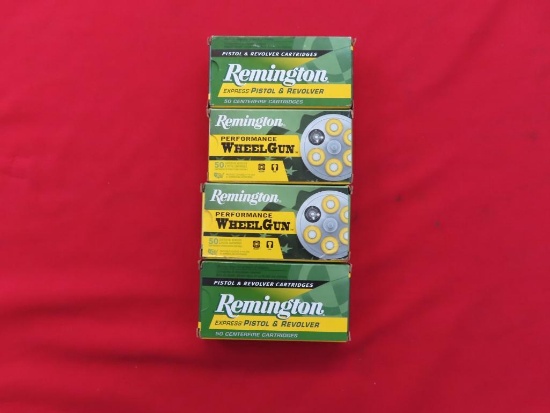 PISTOL & REVOLVER CARTRIDGES
Remington
EXPRESS PISTOL & REVOLVER
50 CENTERFIRE CARTRIDGES
Remington
PERFORMANCE
WHEELGUN
50
Remington
PERFORMANCE
WHEELGUN
50
PISTOL & REVOLVER CARTRIDGES
Remington
EXPRESS PISTOL & REVOLVER
50 CENTERFIRE CARTRIDGES